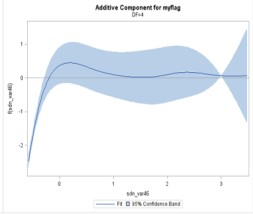 Additive Component for myflag
DF=4
f(sdn_var46)
1
0
-1
-2
0
1
2
3
sdn_var46
Fit 95% Confidence Band